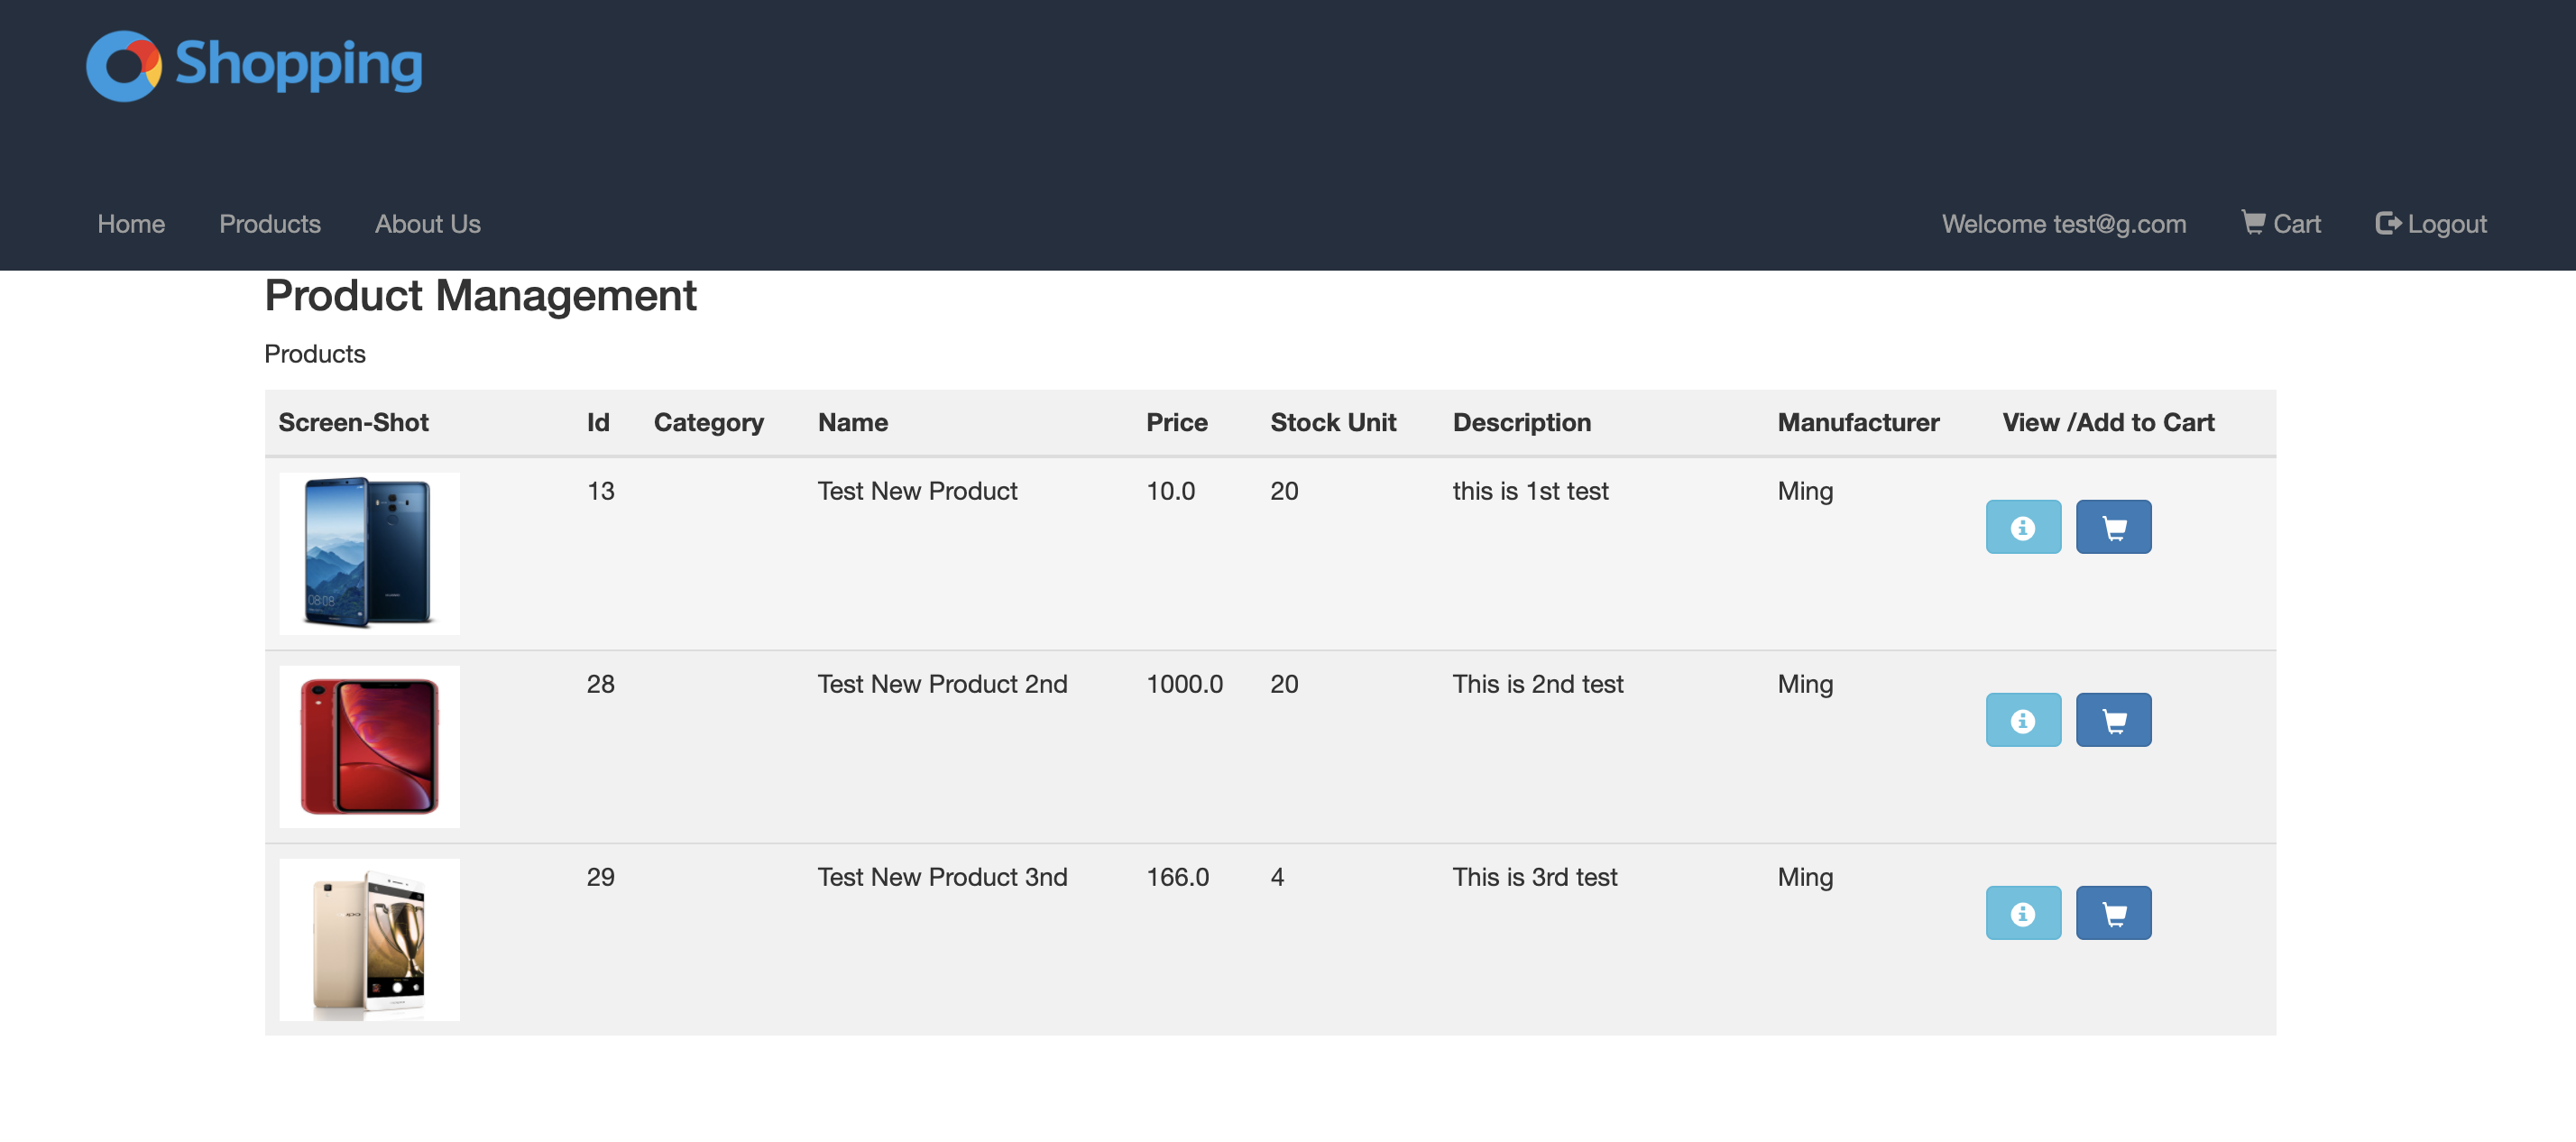 Shopping
Home Products About Us Welcome test@g.com Cart Logout
Product Management
Products
Screen-Shot Id Category Name Price Stock Unit Description Manufacturer View /Add to Cart
13 Test New Product 10.0 20 this is 1st test Ming
08:08
28 Test New Product 2nd 1000.0 20 This is 2nd test Ming
29 Test New Product 3nd 166.0 4 This is 3rd test Ming